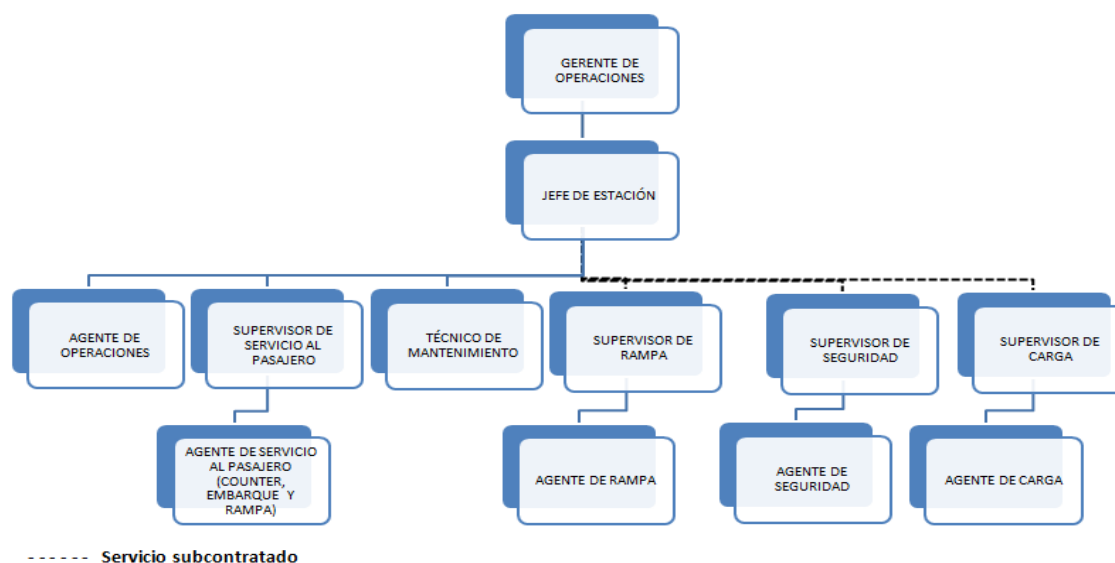 GERENTE DE
OPERACIONES
JEFE DE ESTACIÓN
AGENTE DE
OPERACIONES
SUPERVISOR DE
SERVICIO AL
PASAJERO
TÉCNICO DE
MANTENIMIENTO
SUPERVISOR DE
RAMPA
SUPERVISOR DE
SEGURIDAD
SUPERVISOR DE
CARGA
AGENTE DE SERVICIO
AL PASAJERO
(COUNTER,
EMBARQUE Y
RAMPA)
AGENTE DE RAMPA
AGENTE DE
SEGURIDAD
AGENTE DE CARGA
------ Servicio subcontratado